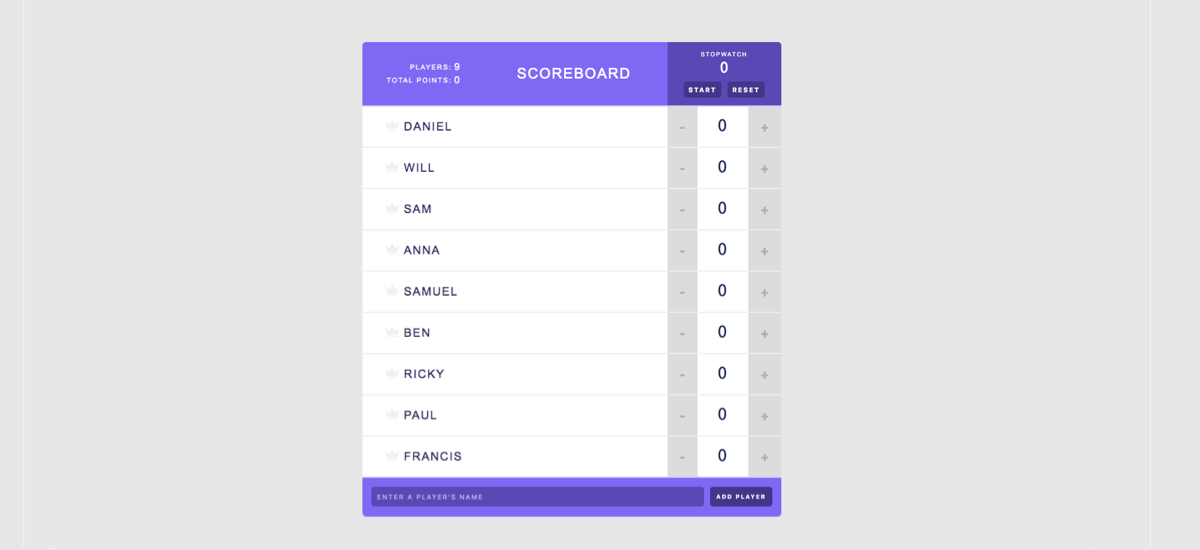 PLAYERS: 9
TOTAL POINTS: 0
SCOREBOARD
STOPWATCH
0
START RESET
DANIEL - 0 +
WILL - 0 +
SAM - 0 +
ANNA - 0 +
SAMUEL - 0 +
BEN - 0 +
RICKY - 0 +
PAUL - 0 +
FRANCIS - 0 +
ENTER A PLAYER'S NAME ADD PLAYER